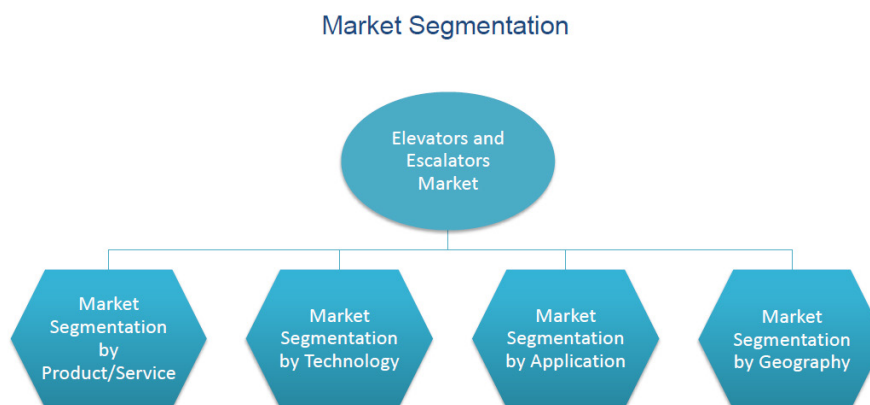 Market Segmentation
Elevators and
Escalators
Market
Market
Segmentation
by
Product/Service
Market
Segmentation
by Technology
Market
Segmentation
by Application
Market
Segmentation
by Geography